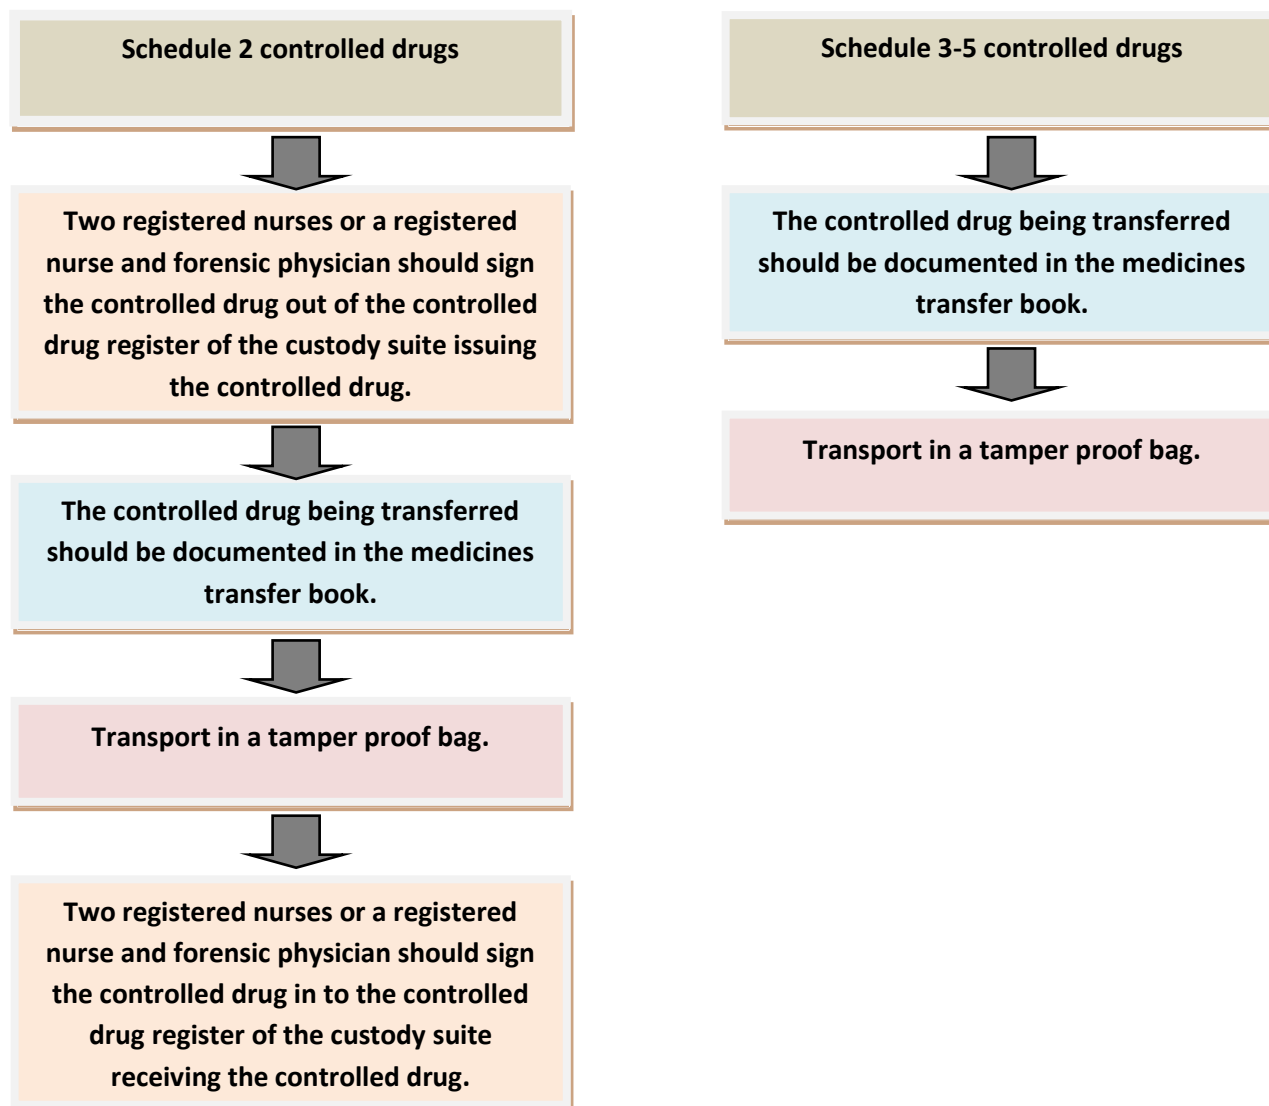 Schedule 2 controlled drugs
Two registered nurses or a registered
nurse and forensic physician should sign
the controlled drug out of the controlled
drug register of the custody suite issuing
the controlled drug.
The controlled drug being transferred
should be documented in the medicines
transfer book.
Transport in a tamper proof bag.
Two registered nurses or a registered
nurse and forensic physician should sign
the controlled drug in to the controlled
drug register of the custody suite
receiving the controlled drug.
Schedule 3-5 controlled drugs
The controlled drug being transferred
should be documented in the medicines
transfer book.
Transport in a tamper proof bag.